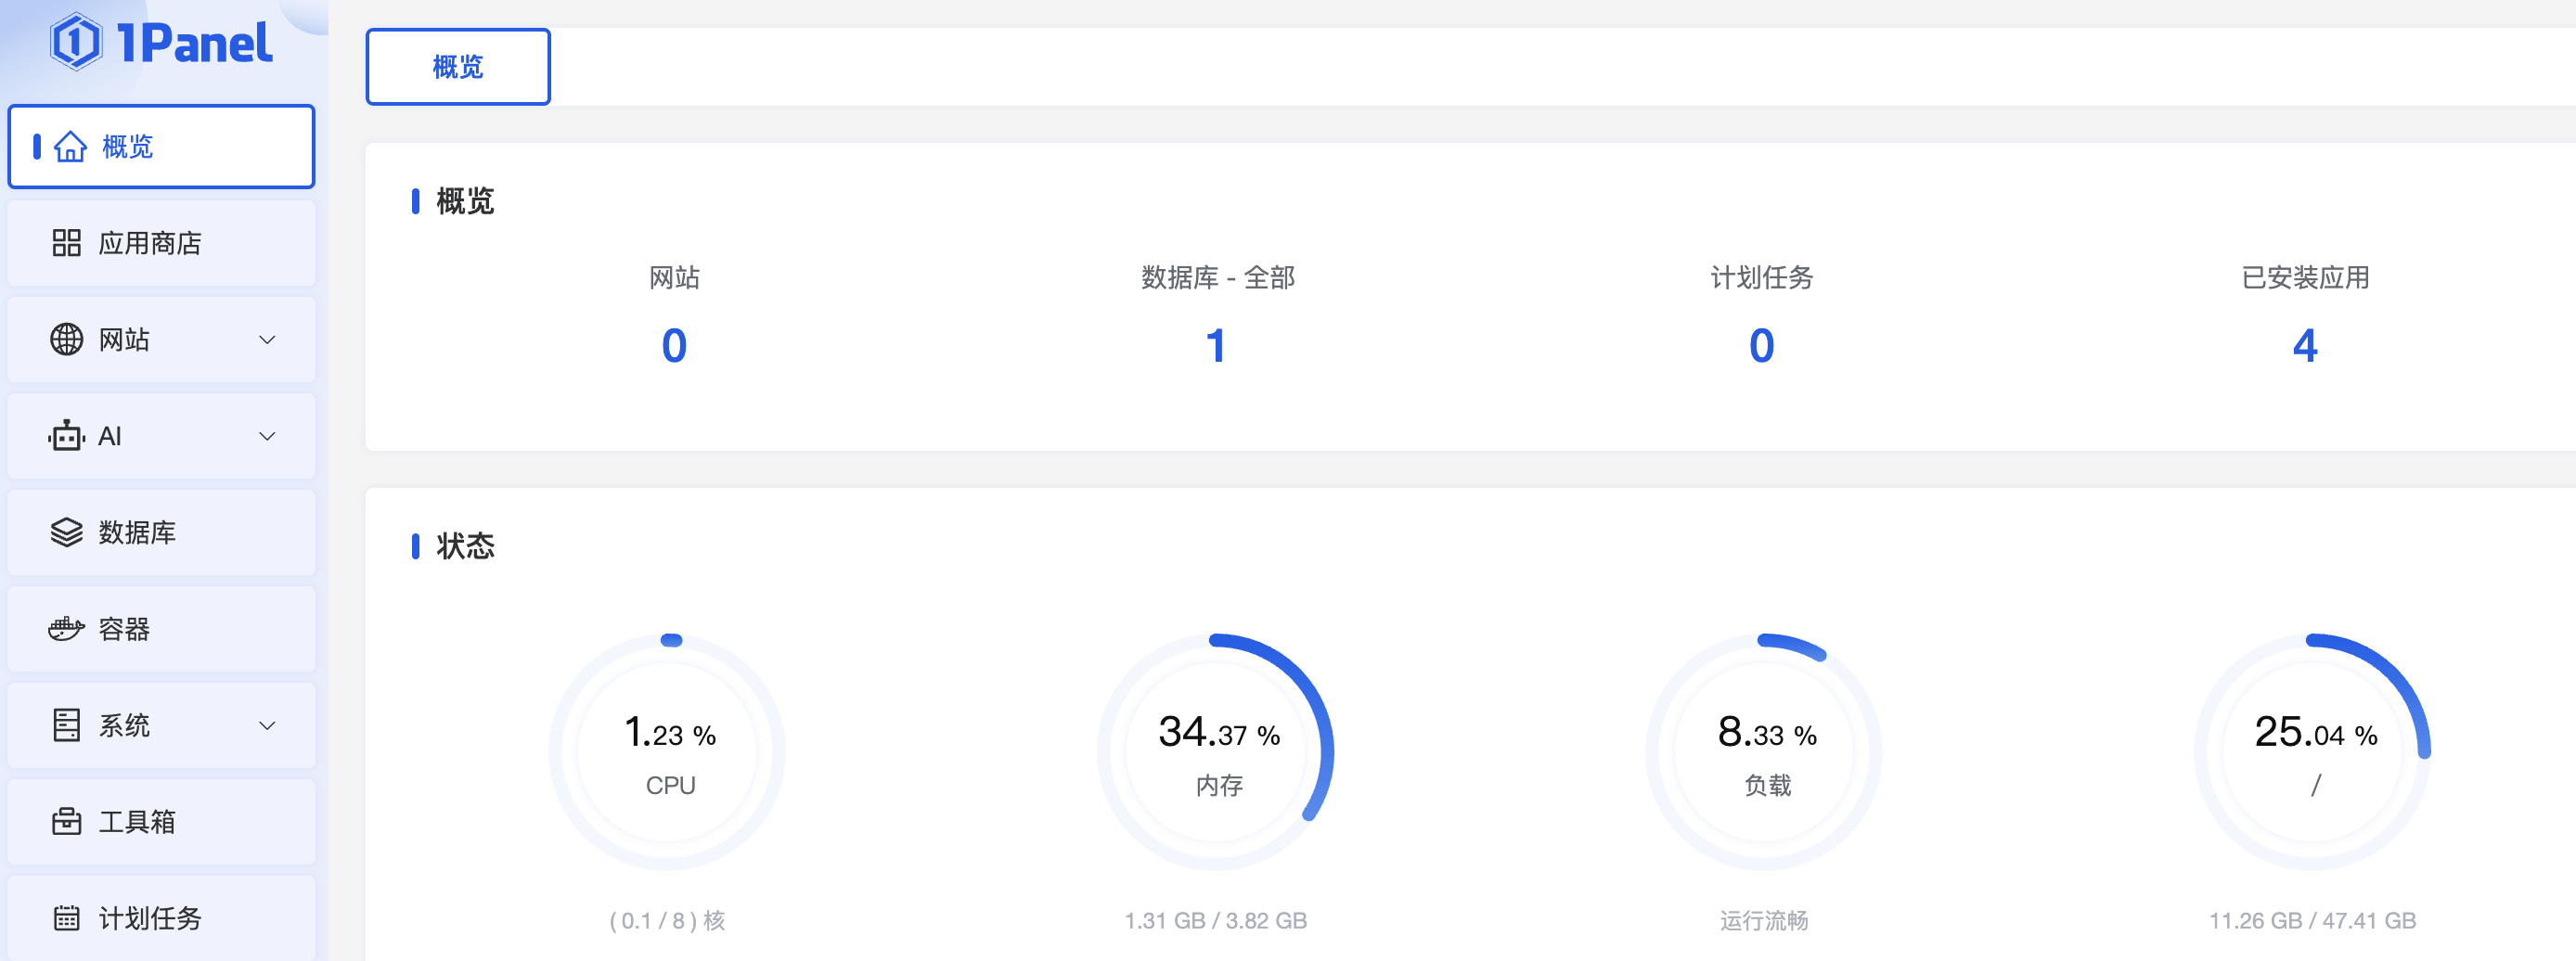 1Panel
概览
应用商店
网站
AI
数据库
容器
系统
工具箱
计划任务
概览
概览
网站
数据库 - 全部
计划任务
已安装应用
0
1
0
4
状态
1.23 %
CPU
( 0.1 / 8 ) 核
34.37 %
内存
1.31 GB / 3.82 GB
8.33 %
负载
运行流畅
25.04 %
/
11.26 GB / 47.41 GB